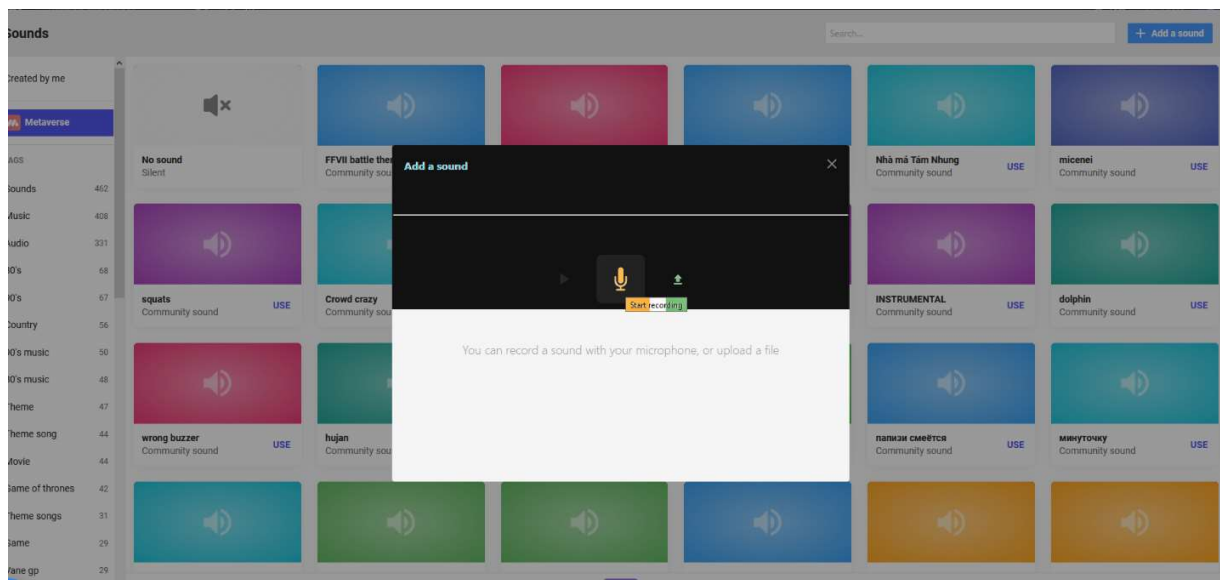 Sounds
Search...
+ Add a sound
Created by me
Metaverse
TAGS
Sounds 462
Music 408
Audio 331
80's 68
67
Country 56
50
48
Theme 47
Theme song 44
Movie 44
Game of thrones 42
Theme songs 31
Game 29
29
No sound
Silent
FFVII battle the
Community sou
Nhà má Tám Nhung
Community sound
USE
micenei
Community sound
USE
squats
Community sound
USE
Crowd crazy
Community sou
INSTRUMENTAL
Community sound
USE
dolphin
Community sound
USE
wrong buzzer
Community sound
USE
hujan
Community sou
папизи смеётся
Community sound
USE
минуточку
Community sound
USE
Add a sound
Start recording
You can record a sound with your microphone, or upload a file